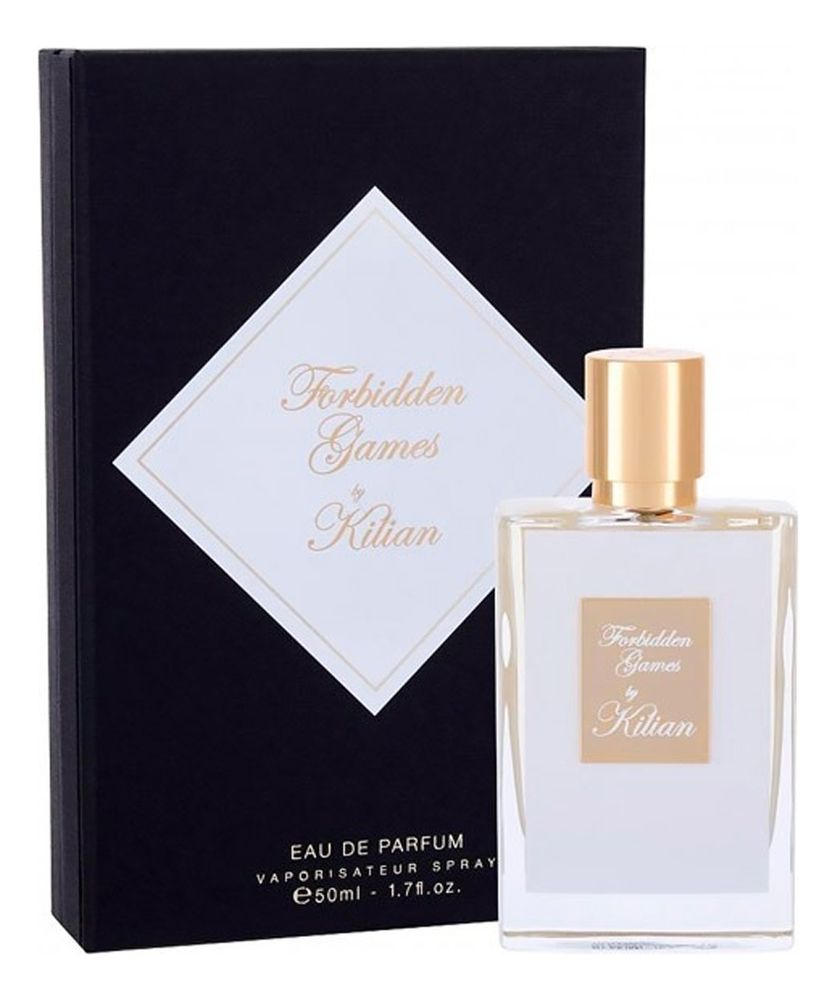 Forbidden
Games
by
Kilian
EAU DE PARFUM
VAPORISATEUR SPRAY
℮50ml - 1.7fl.oz.
Forbidden
Games
by
Kilian